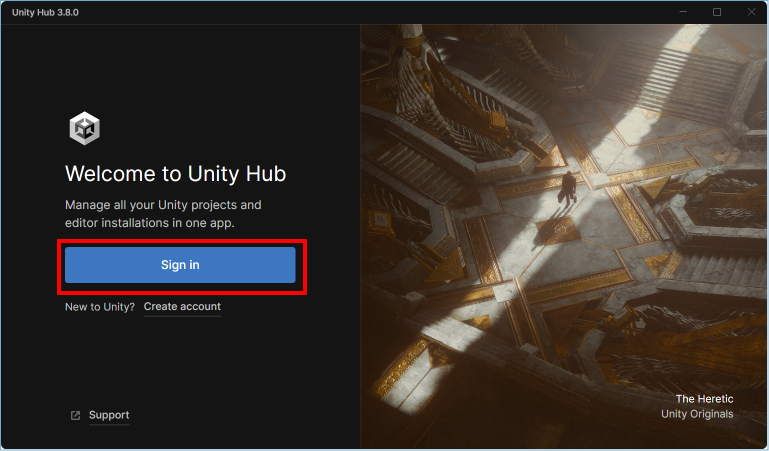 Unity Hub 3.8.0
Welcome to Unity Hub
Manage all your Unity projects and
editor installations in one app.
Sign in
New to Unity? Create account
Support
The Heretic
Unity Originals